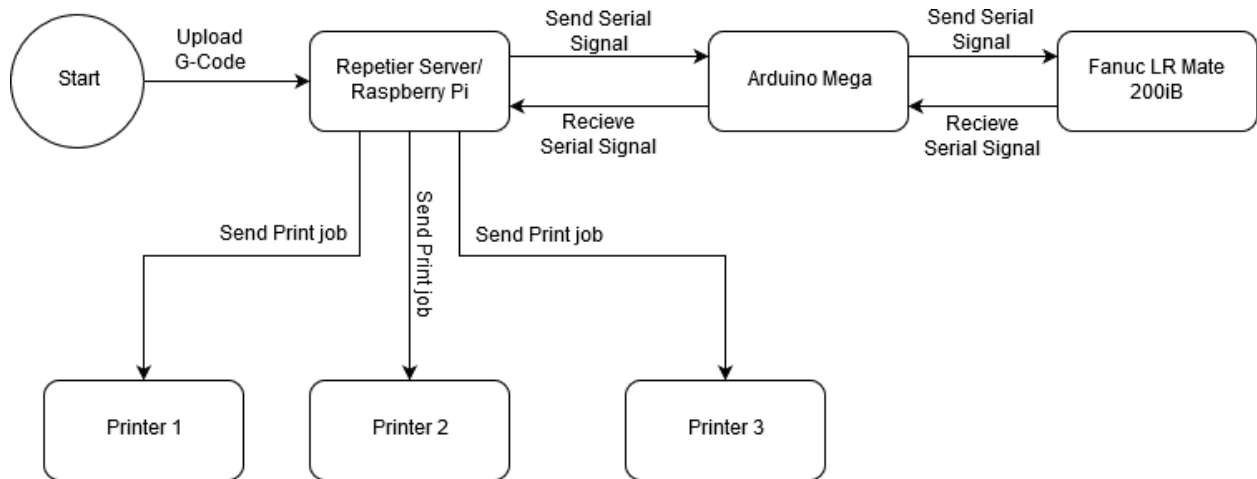 Start
Upload
G-Code
Repetier Server/
Raspberry Pi
Send Serial
Signal
Recieve
Serial Signal
Arduino Mega
Send Serial
Signal
Recieve
Serial Signal
Fanuc LR Mate
200iB
Send Print job
Send Print job
Send Print job
Printer 1
Printer 2
Printer 3